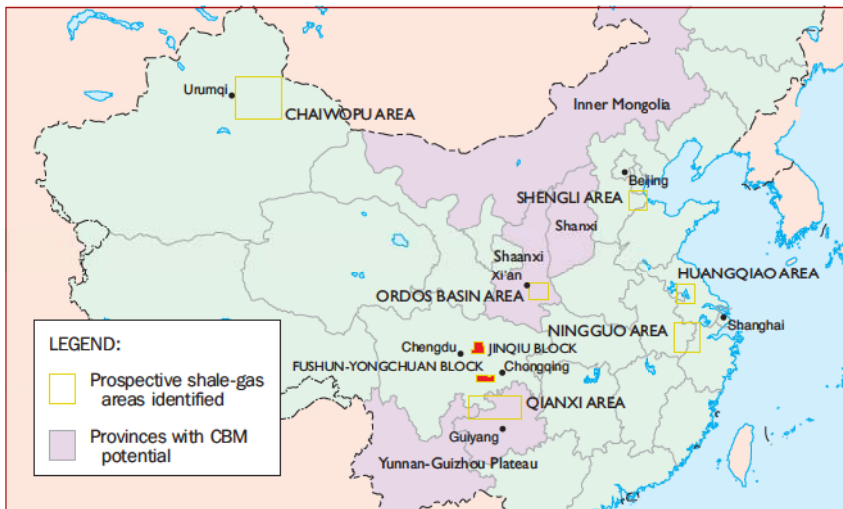 Urumqi
CHAIWOPU AREA
Inner Mongolia
Beijing
SHENGLI AREA
Shanxi
Shaanxi
Xi'an
ORDOS BASIN AREA
HUANGQIAO AREA
NINGGUO AREA
Shanghai
Chengdu
JINQIU BLOCK
FUSHUN-YONGCHUAN BLOCK
Chongqing
QIANXI AREA
Guiyang
Yunnan-Guizhou Plateau
LEGEND:
Prospective shale-gas
areas identified
Provinces with CBM
potential